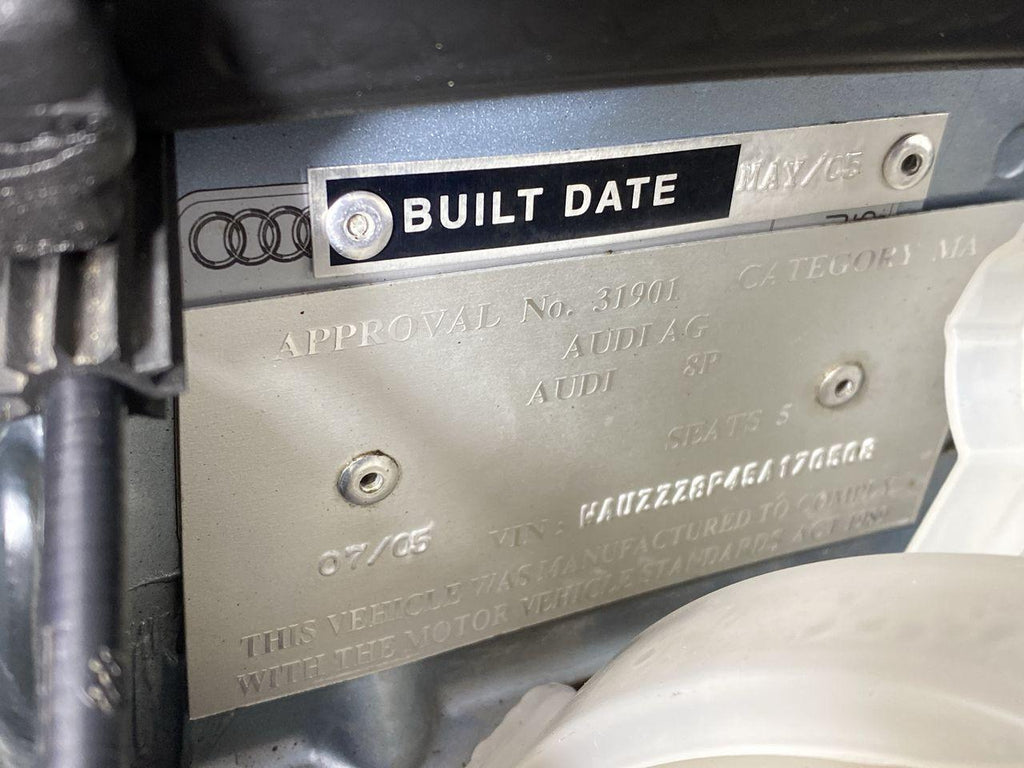 BUILT DATE MAY/05
APPROVAL No. 31901 CATEGORY MA
AUDI AG
AUDI 8P
SEATS 5
07/05 VIN: WAUZZZ8P45A170508
THIS VEHICLE WAS MANUFACTURED TO COMPLY
WITH THE MOTOR VEHICLE STANDARDS ACT 1989